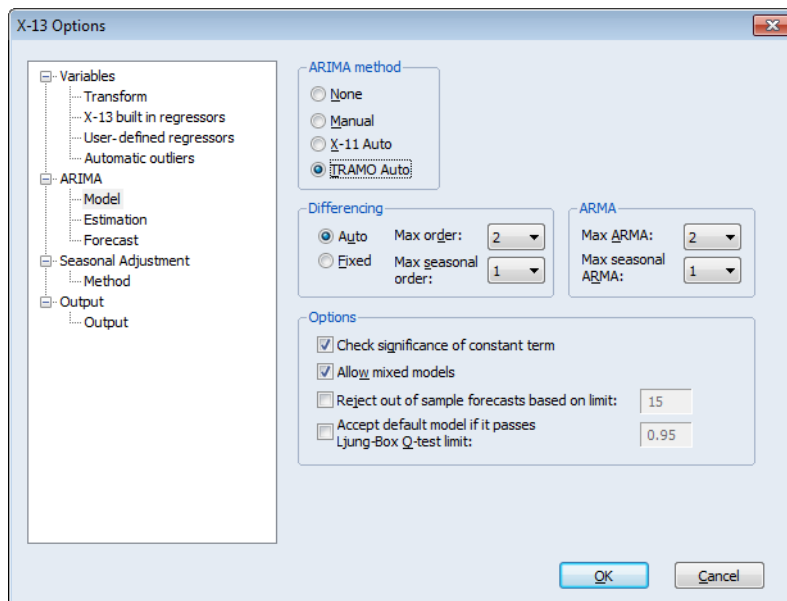 X-13 Options
Variables
Transform
X-13 built in regressors
User-defined regressors
Automatic outliers
ARIMA
Model
Estimation
Forecast
Seasonal Adjustment
Method
Output
Output
ARIMA method
None
Manual
X-11 Auto
TRAMO Auto
Differencing
Auto
Fixed
Max order:
2
Max seasonal
order:
1
ARMA
Max ARMA:
2
Max seasonal
ARMA:
1
Options
Check significance of constant term
Allow mixed models
Reject out of sample forecasts based on limit:
15
Accept default model if it passes
Ljung-Box Q-test limit:
0.95
OK
Cancel